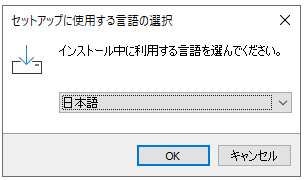 セットアップに使用する言語の選択
インストール中に利用する言語を選んでください。
日本語
OK
キャンセル